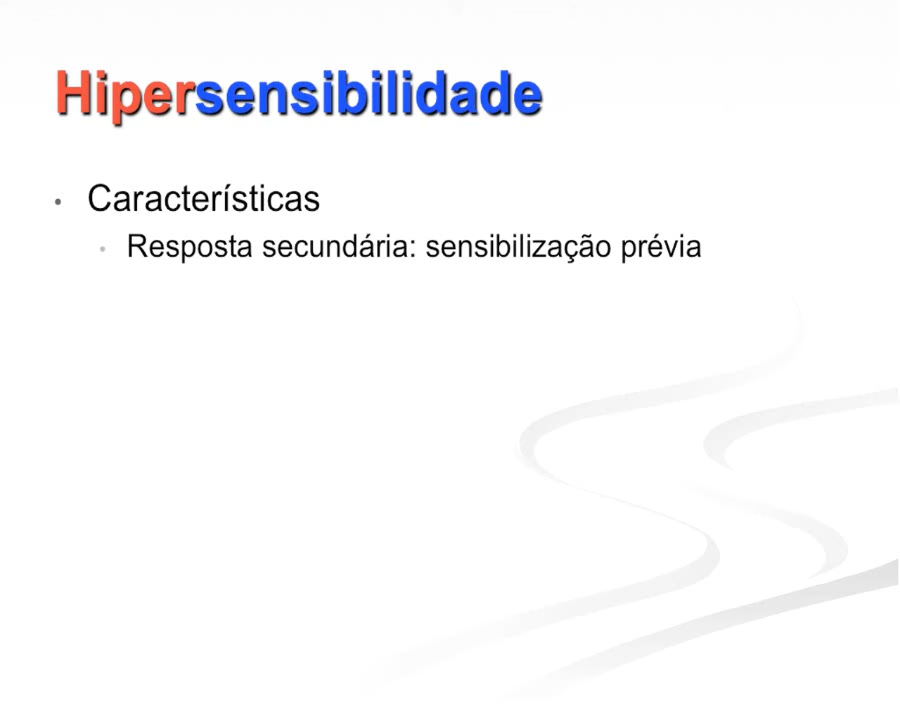 Hipersensibilidade
• Características
• Resposta secundária: sensibilização prévia